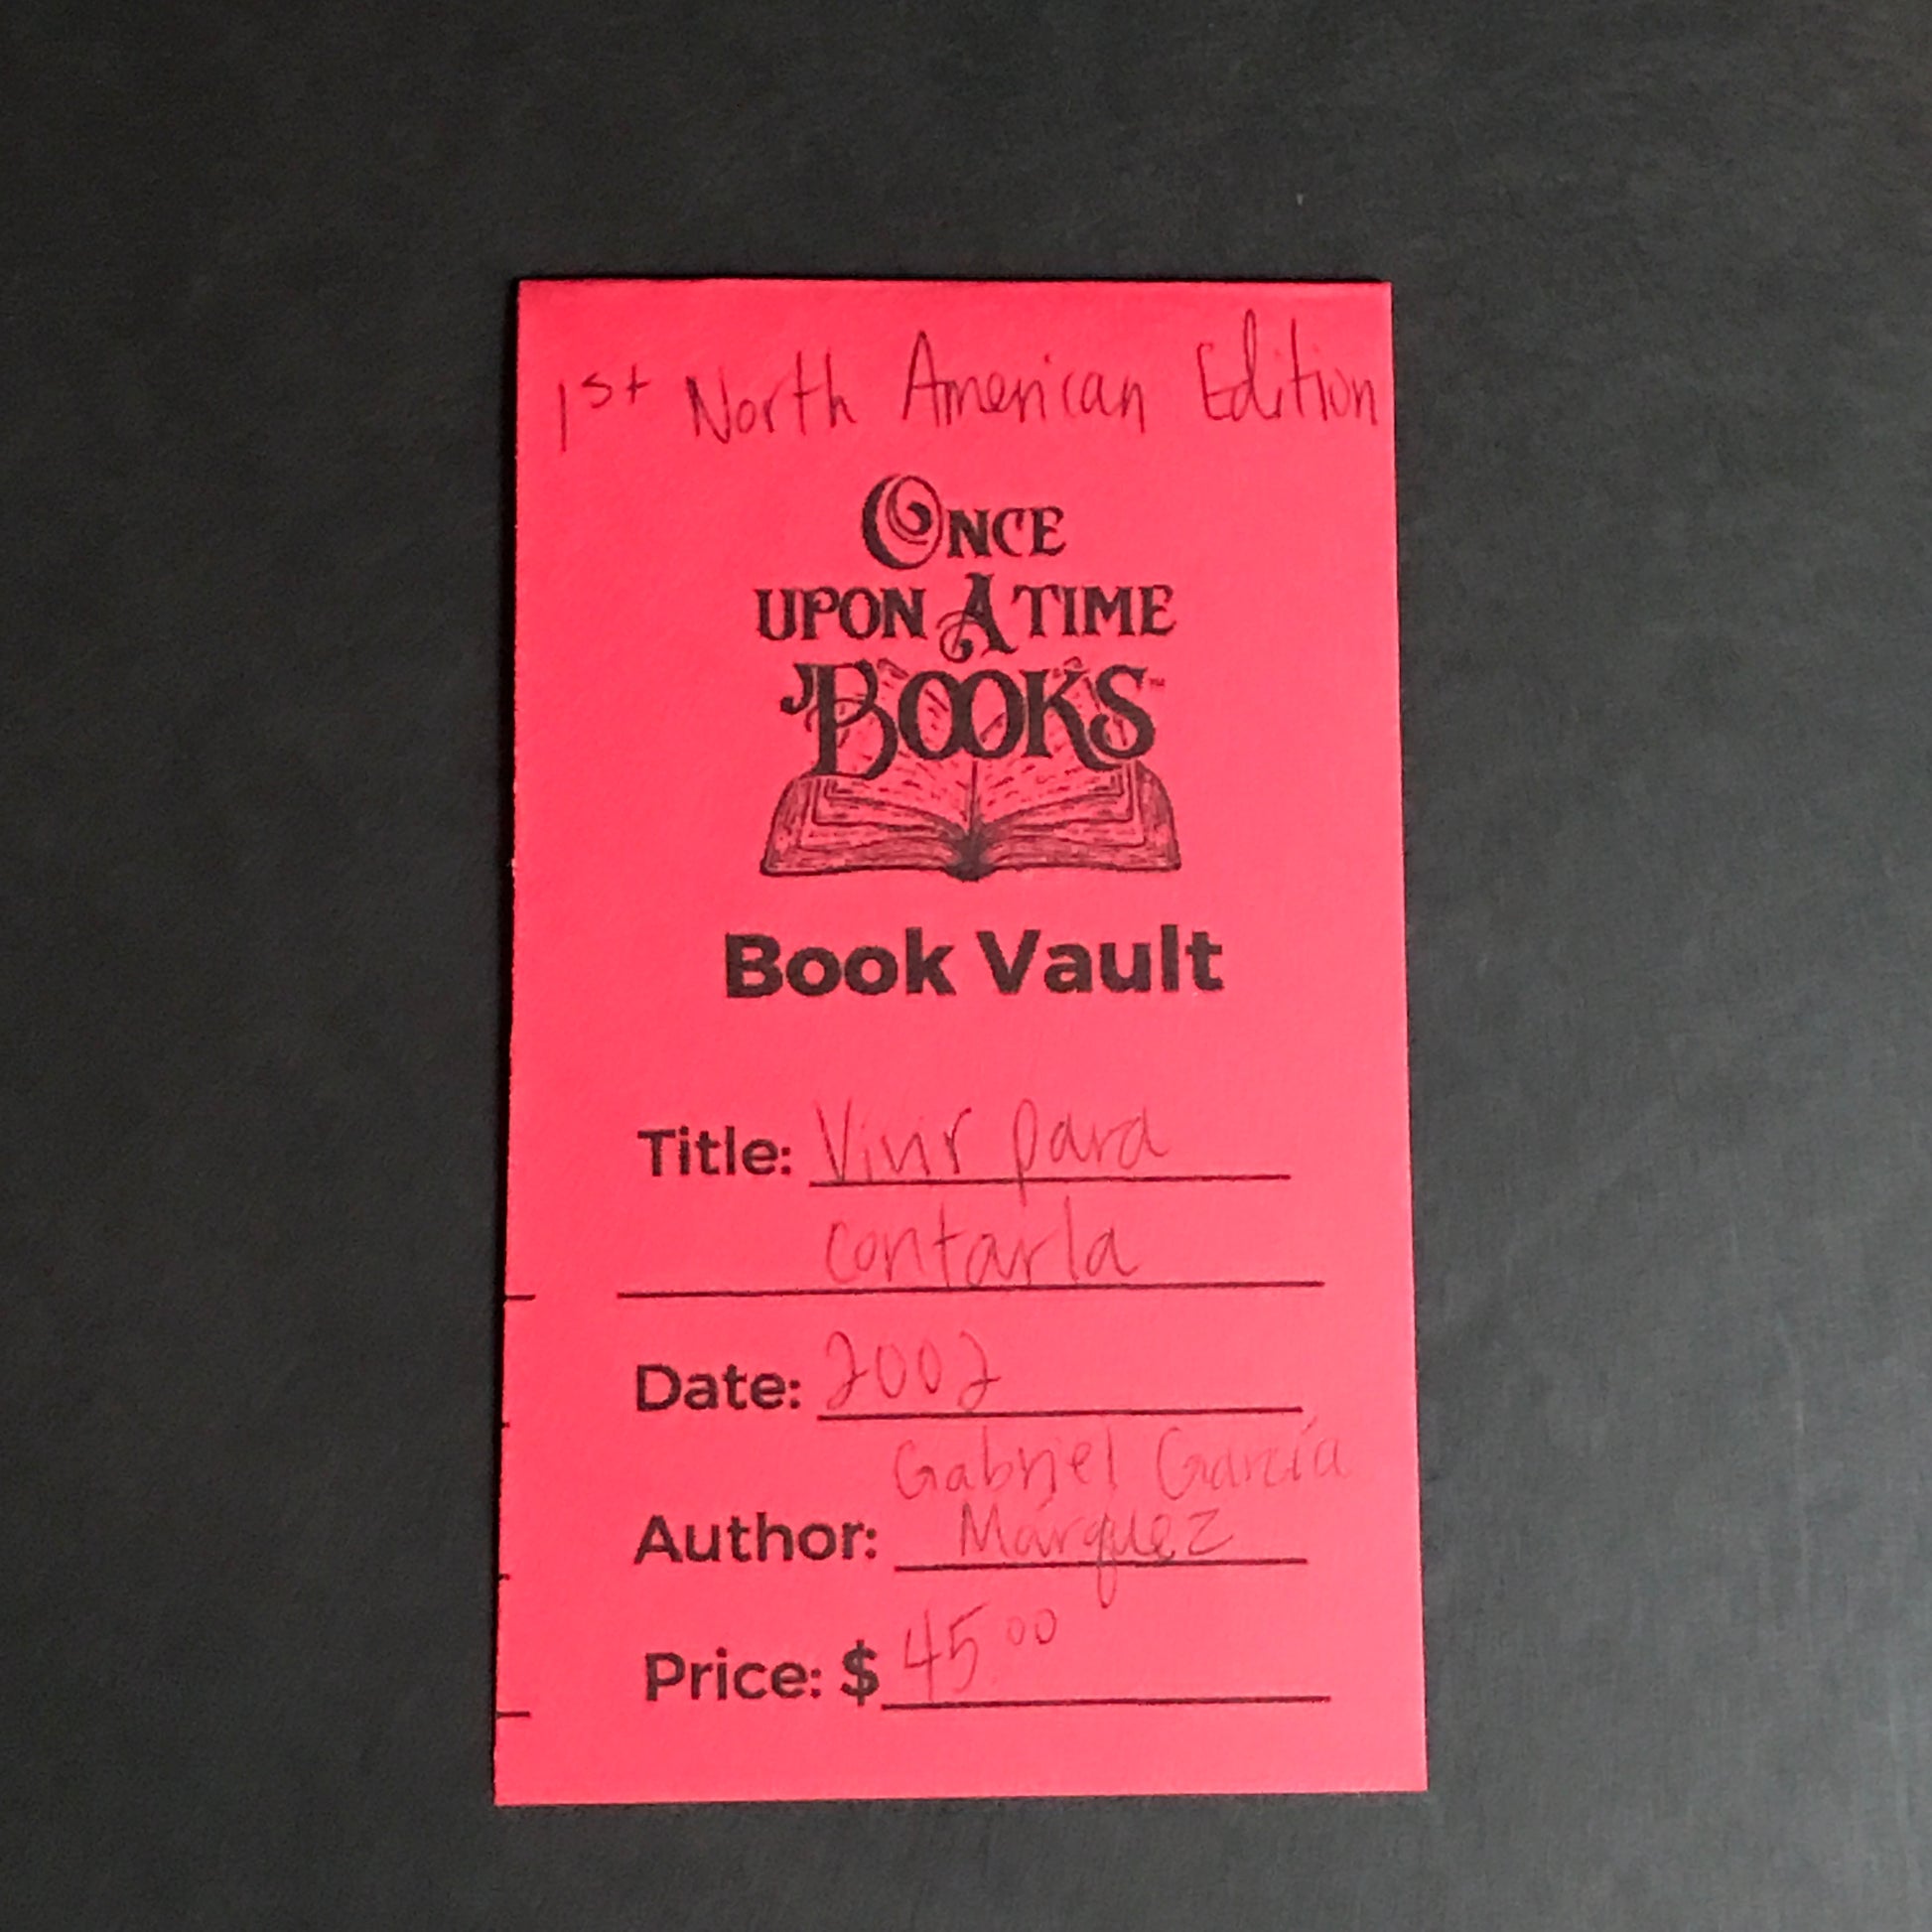 1st North American Edition
ONCE
UPON A TIME
BOOKS™
Book Vault
Title: Vivir para
contarla
Date: 2002
Gabriel García
Author: Márquez
Price: $ 45.00